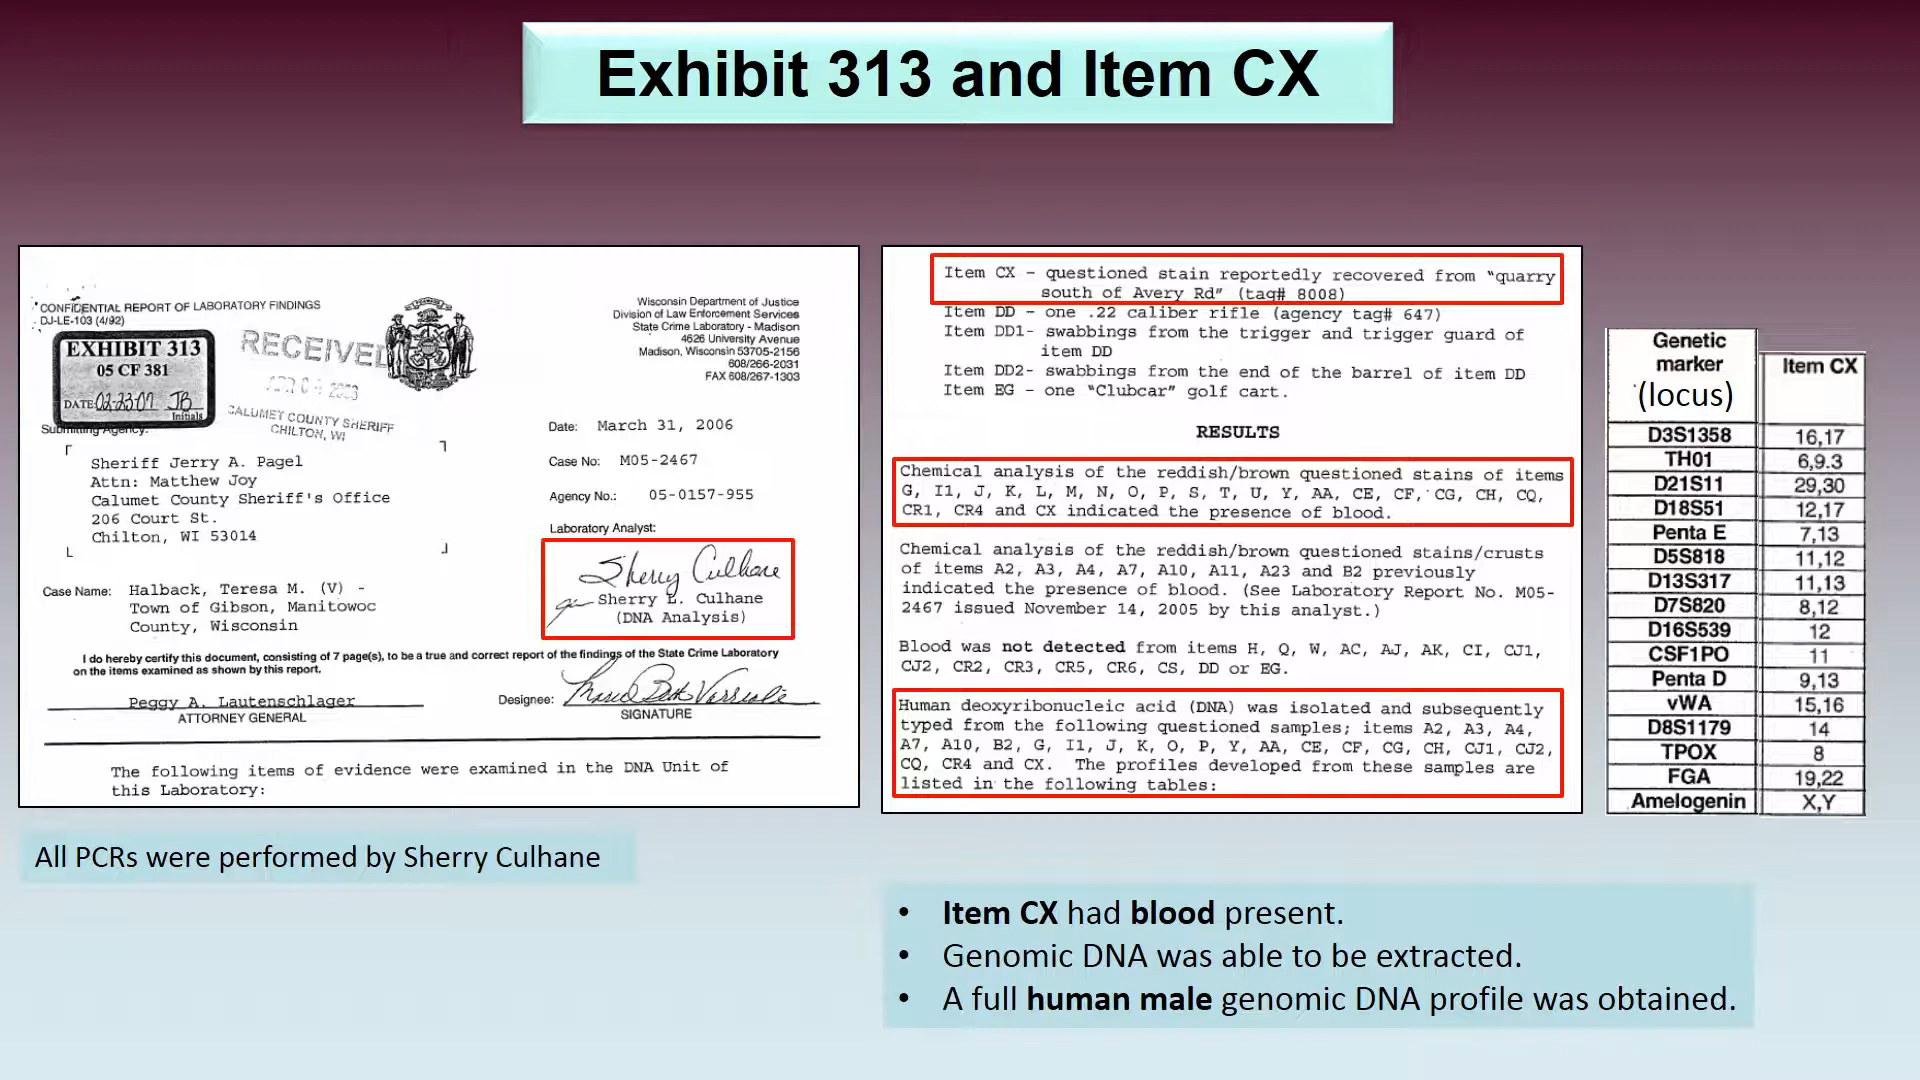 Exhibit 313 and Item CX
CONFIDENTIAL REPORT OF LABORATORY FINDINGS
DJ-LE-103 (4/92)
EXHIBIT 313
05 CF 381
DATE: 02-23-07 JB
Initials
RECEIVED
CALUMET COUNTY SHERIFF
CHILTON, WI
Wisconsin Department of Justice
Division of Law Enforcement Services
State Crime Laboratory - Madison
4626 University Avenue
Madison, Wisconsin 53705-2156
608/266-2031
FAX 608/267-1303
Submitting Agency:
Sheriff Jerry A. Pagel
Attn: Matthew Joy
Calumet County Sheriff's Office
206 Court St.
Chilton, WI 53014
Date: March 31, 2006
Case No: M05-2467
Agency No.: 05-0157-955
Laboratory Analyst:
Sherry Culhane
Sherry L. Culhane
(DNA Analysis)
Case Name: Halback, Teresa M. (V) -
Town of Gibson, Manitowoc
County, Wisconsin
I do hereby certify this document, consisting of 7 page(s), to be a true and correct report of the findings of the State Crime Laboratory
on the items examined as shown by this report.
Peggy A. Lautenschlager
ATTORNEY GENERAL
Designee:
SIGNATURE
The following items of evidence were examined in the DNA Unit of
this Laboratory:
Item CX - questioned stain reportedly recovered from "quarry
south of Avery Rd" (tag# 8008)
Item DD - one .22 caliber rifle (agency tag# 647)
Item DD1- swabbings from the trigger and trigger guard of
item DD
Item DD2- swabbings from the end of the barrel of item DD
Item EG - one "Clubcar" golf cart.
RESULTS
Chemical analysis of the reddish/brown questioned stains of items
G, I1, J, K, L, M, N, O, P, S, T, U, Y, AA, CE, CF, CG, CH, CQ,
CR1, CR4 and CX indicated the presence of blood.
Chemical analysis of the reddish/brown questioned stains/crusts
of items A2, A3, A4, A7, A10, A11, A23 and B2 previously
indicated the presence of blood. (See Laboratory Report No. M05-
2467 issued November 14, 2005 by this analyst.)
Blood was not detected from items H, Q, W, AC, AJ, AK, CI, CJ1,
CJ2, CR2, CR3, CR5, CR6, CS, DD or EG.
Human deoxyribonucleic acid (DNA) was isolated and subsequently
typed from the following questioned samples; items A2, A3, A4,
A7, A10, B2, G, I1, J, K, O, P, Y, AA, CE, CF, CG, CH, CJ1, CJ2,
CQ, CR4 and CX. The profiles developed from these samples are
listed in the following tables:
Genetic
marker
(locus)
Item CX
D3S1358 16,17
TH01 6,9.3
D21S11 29,30
D18S51 12,17
Penta E 7,13
D5S818 11,12
D13S317 11,13
D7S820 8,12
D16S539 12
CSF1PO 11
Penta D 9,13
vWA 15,16
D8S1179 14
TPOX 8
FGA 19,22
Amelogenin X,Y
All PCRs were performed by Sherry Culhane
• Item CX had blood present.
• Genomic DNA was able to be extracted.
• A full human male genomic DNA profile was obtained.